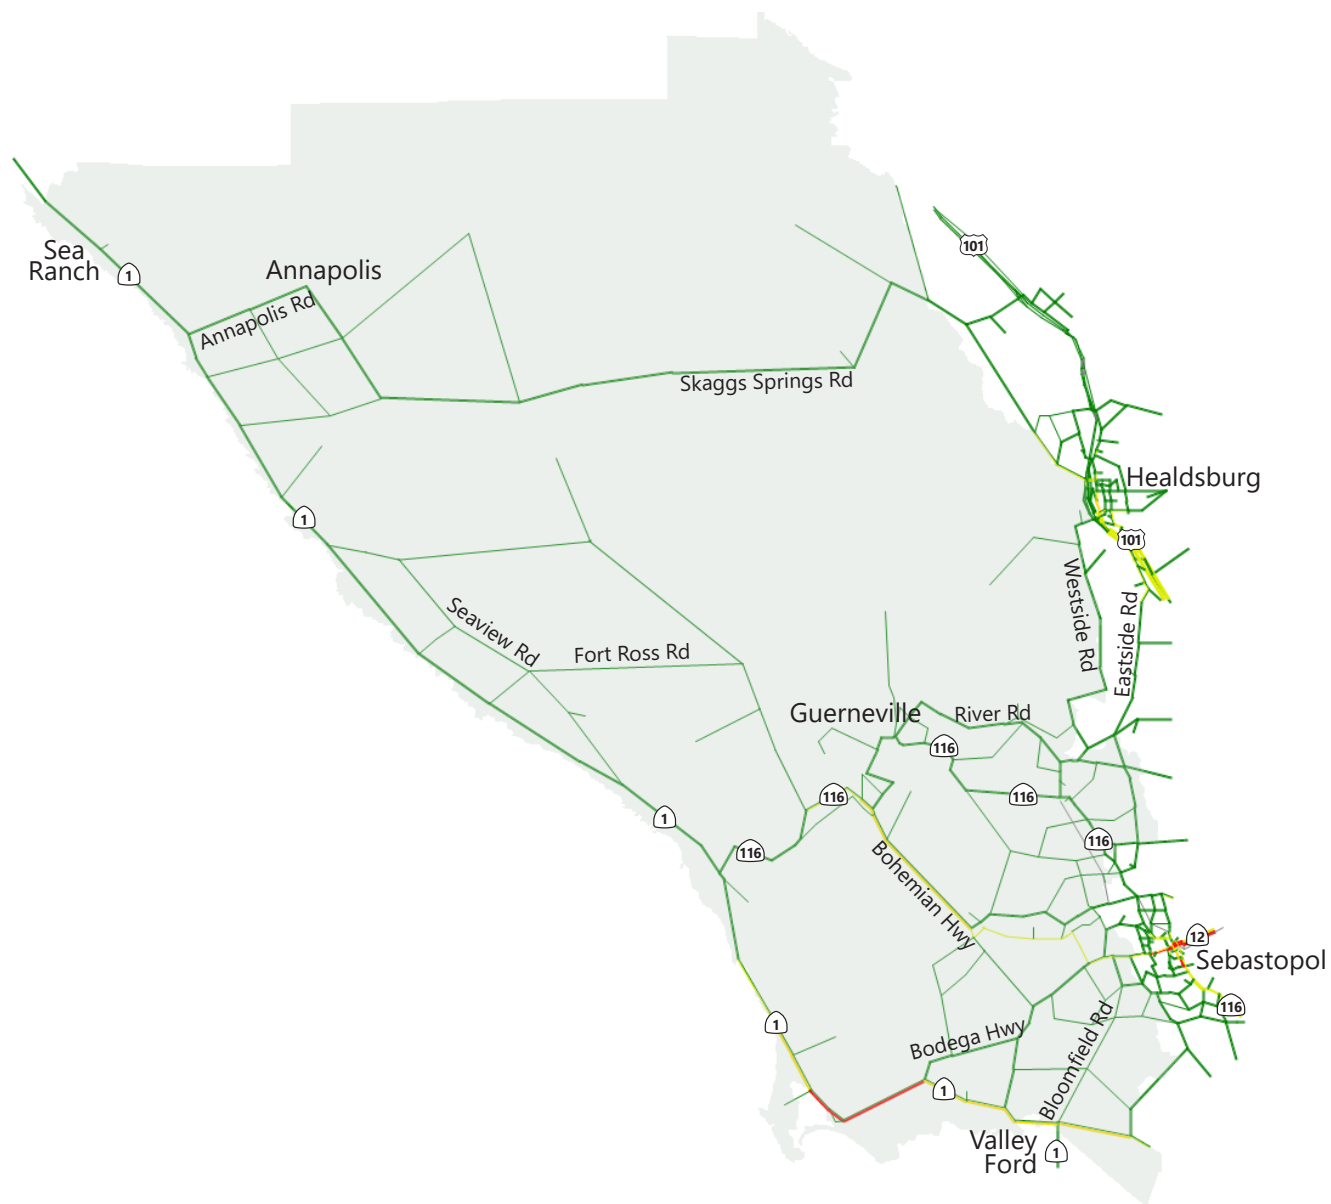 101
Sea
Ranch
1
Annapolis
Annapolis Rd
Skaggs Springs Rd
Healdsburg
1
101
Westside Rd
Eastside Rd
Seaview Rd
Fort Ross Rd
Guerneville
River Rd
116
116
116
1
116
116
Bohemian Hwy
12
Sebastopol
116
1
Bodega Hwy
Bloomfield Rd
1
Valley
Ford
1